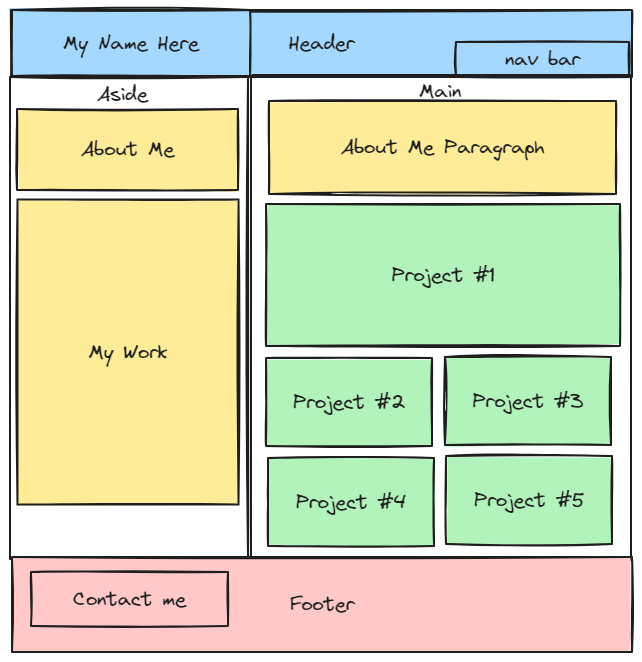 My Name Here
Header
nav bar
Aside
Main
About Me
About Me Paragraph
My Work
Project #1
Project #2
Project #3
Project #4
Project #5
Contact me
Footer